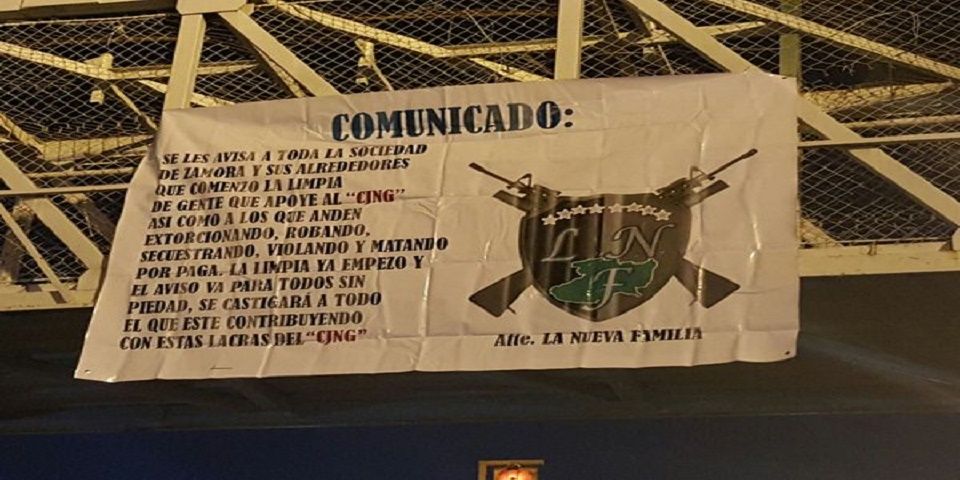 COMUNICADO:
SE LES AVISA A TODA LA SOCIEDAD
DE ZAMORA Y SUS ALREDEDORES
QUE COMENZO LA LIMPIA
DE GENTE QUE APOYE AL "CJNG"
ASI COMO A LOS QUE ANDEN
EXTORCIONANDO, ROBANDO,
SECUESTRANDO, VIOLANDO Y MATANDO
POR PAGA. LA LIMPIA YA EMPEZO Y
EL AVISO VA PARA TODOS SIN
PIEDAD, SE CASTIGARÁ A TODO
EL QUE ESTE CONTRIBUYENDO
CON ESTAS LACRAS DEL "CJNG"
L N
F
Atte. LA NUEVA FAMILIA